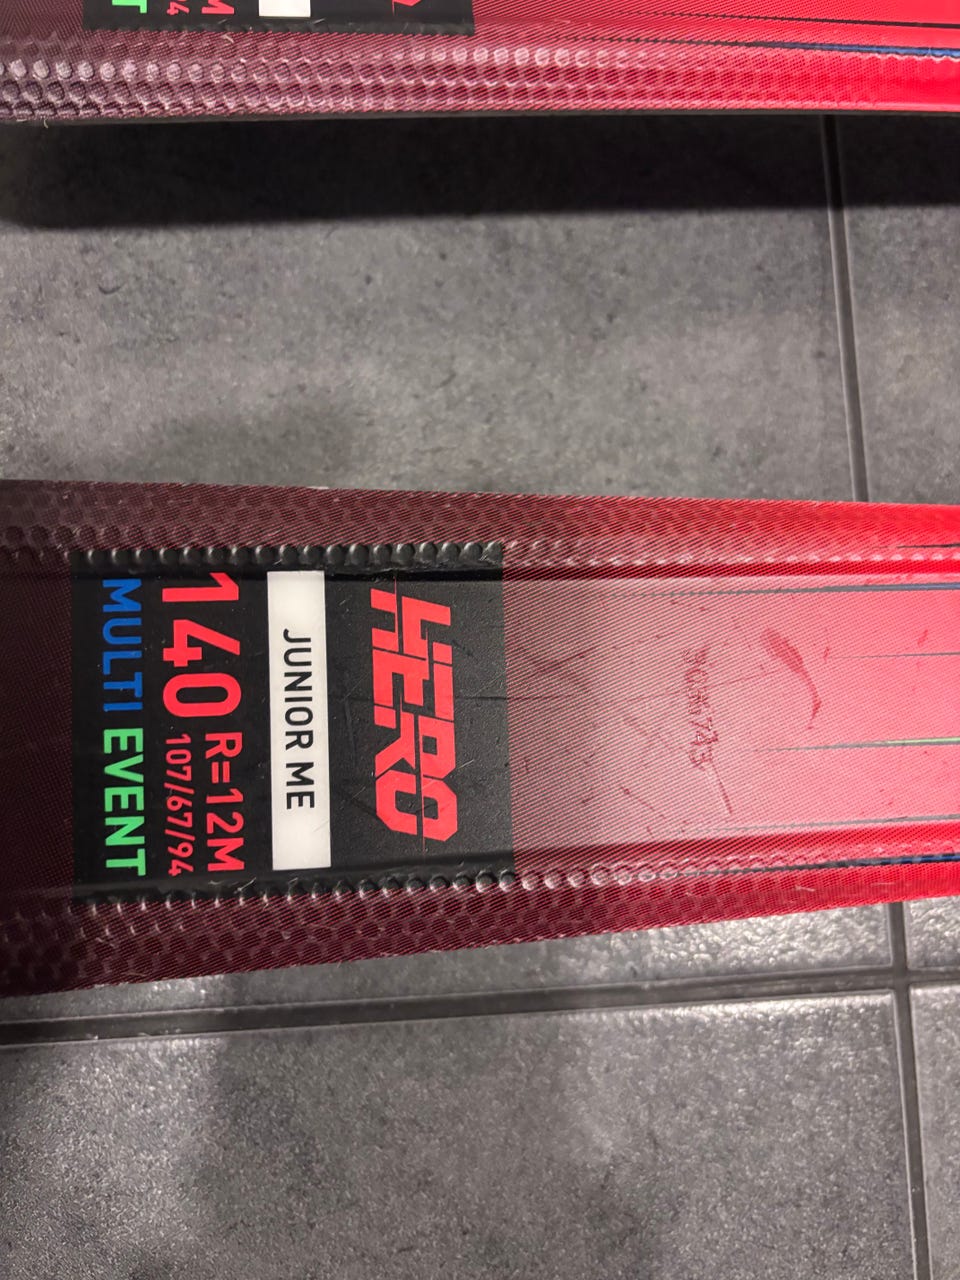 HERO
JUNIOR ME
140 R=12M
107/67/94
MULTI EVENT